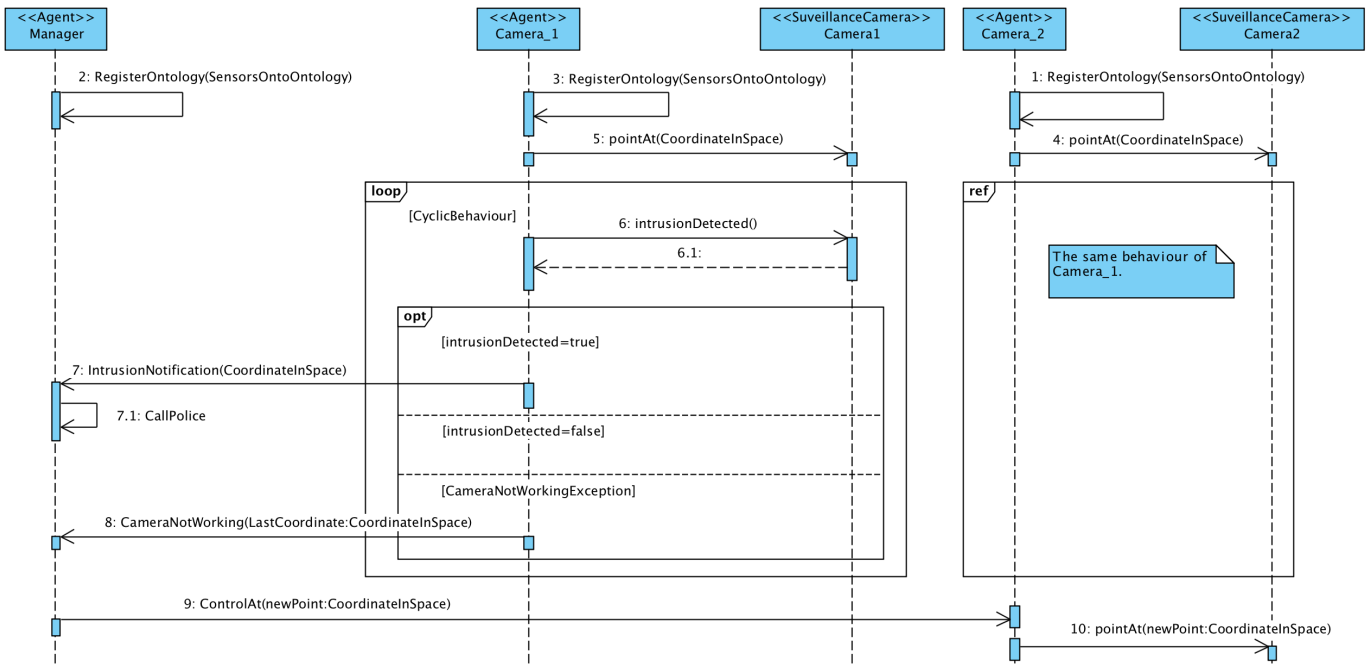 <<Agent>>
Manager
<<Agent>>
Camera_1
<<SuveillanceCamera>>
Camera1
<<Agent>>
Camera_2
<<SuveillanceCamera>>
Camera2
2: RegisterOntology(SensorsOntoOntology)
3: RegisterOntology(SensorsOntoOntology)
1: RegisterOntology(SensorsOntoOntology)
5: pointAt(CoordinateInSpace)
4: pointAt(CoordinateInSpace)
loop
ref
[CyclicBehaviour]
6: intrusionDetected()
6.1:
The same behaviour of
Camera_1.
opt
[intrusionDetected=true]
7: IntrusionNotification(CoordinateInSpace)
7.1: CallPolice
[intrusionDetected=false]
[CameraNotWorkingException]
8: CameraNotWorking(LastCoordinate:CoordinateInSpace)
9: ControlAt(newPoint:CoordinateInSpace)
10: pointAt(newPoint:CoordinateInSpace)